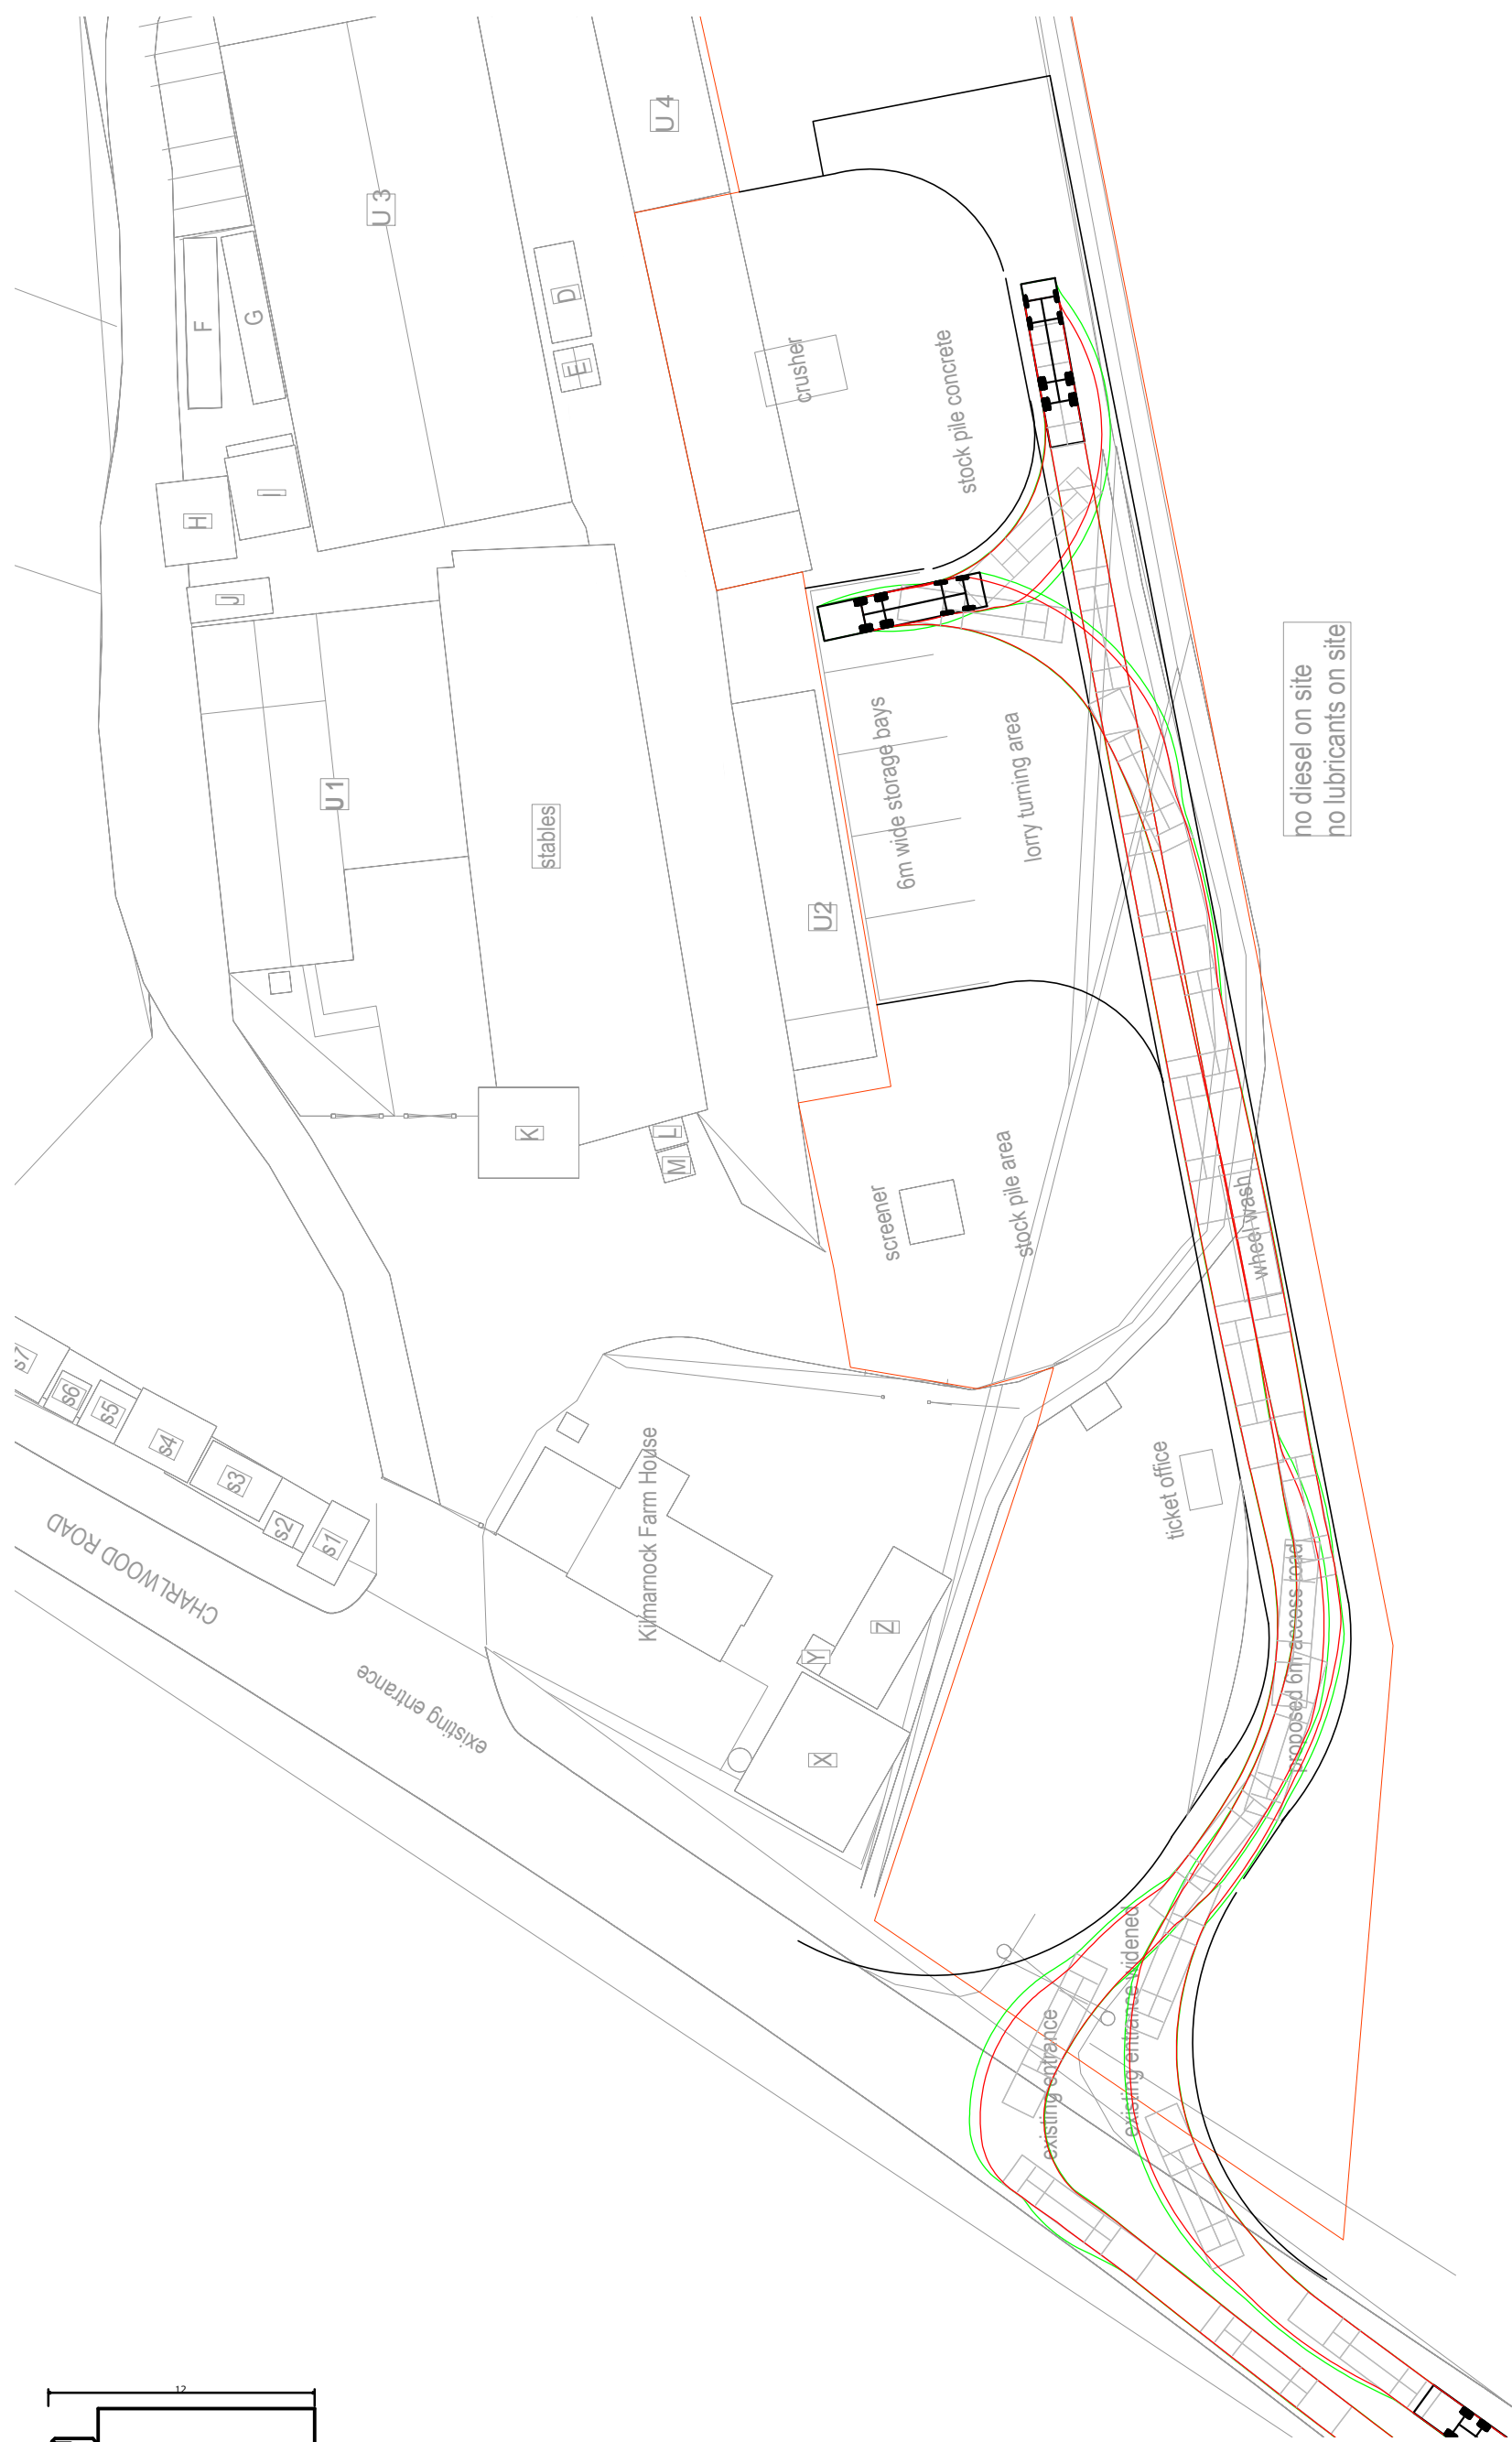 U 4
U 3
D
E
F
G
H
I
J
crusher
stock pile concrete
U 1
stables
6m wide storage bays
lorry turning area
no diesel on site
no lubricants on site
U2
K
L
M
screener
stock pile area
wheel wash
s7
s6
s5
s4
s3
s2
s1
CHARLWOOD ROAD
Kilmarnock Farm House
ticket office
existing entrance
Y
Z
X
proposed 6m access road
existing entrance
existing entrance widened
12